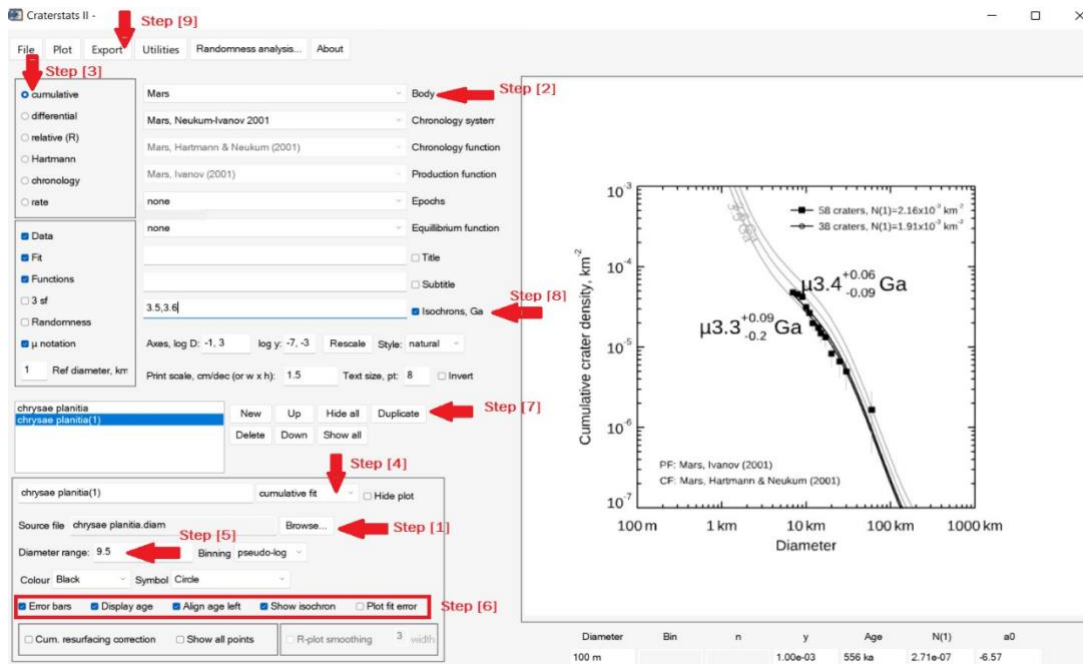 Craterstats II -
Step [9]
File Plot Export Utilities Randomness analysis... About
Step [3]
cumulative
differential
relative (R)
Hartmann
chronology
rate
Mars Body
Step [2]
Mars, Neukum-Ivanov 2001 Chronology system
Mars, Hartmann & Neukum (2001) Chronology function
Mars, Ivanov (2001) Production function
none Epochs
none Equilibrium function
Data
Fit
Functions
3 sf
Randomness
µ notation
1 Ref diameter, km
Title
Subtitle
Step [8]
3.5,3.6 Isochrons, Ga
Axes, log D: -1, 3 log y: -7, -3 Rescale Style: natural
Print scale, cm/dec (or w x h): 1.5 Text size, pt: 8 Invert
chrysae planitia
chrysae planitia(1)
New Up Hide all Duplicate
Step [7]
Delete Down Show all
Step [4]
chrysae planitia(1) cumulative fit Hide plot
Source file chrysae planitia.diam Browse...
Step [1]
Step [5]
Diameter range: 9.5 Binning pseudo-log
Colour Black Symbol Circle
Error bars Display age Align age left Show isochron Plot fit error
Step [6]
Cum. resurfacing correction Show all points R-plot smoothing 3 width
Cumulative crater density, km-2
10-3
10-4
10-5
10-6
10-7
58 craters, N(1)=2.16x10-3 km-2
38 craters, N(1)=1.91x10-3 km-2
µ3.4+0.06-0.09 Ga
µ3.3+0.09-0.2 Ga
PF: Mars, Ivanov (2001)
CF: Mars, Hartmann & Neukum (2001)
100 m 1 km 10 km 100 km 1000 km
Diameter
Diameter Bin n y Age N(1) a0
100 m 1.00e-03 556 ka 2.71e-07 -6.57